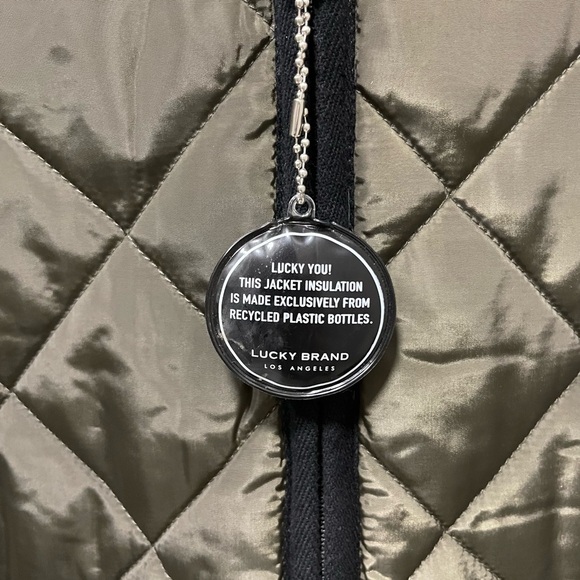 LUCKY YOU!
THIS JACKET INSULATION
IS MADE EXCLUSIVELY FROM
RECYCLED PLASTIC BOTTLES.
LUCKY BRAND
LOS ANGELES